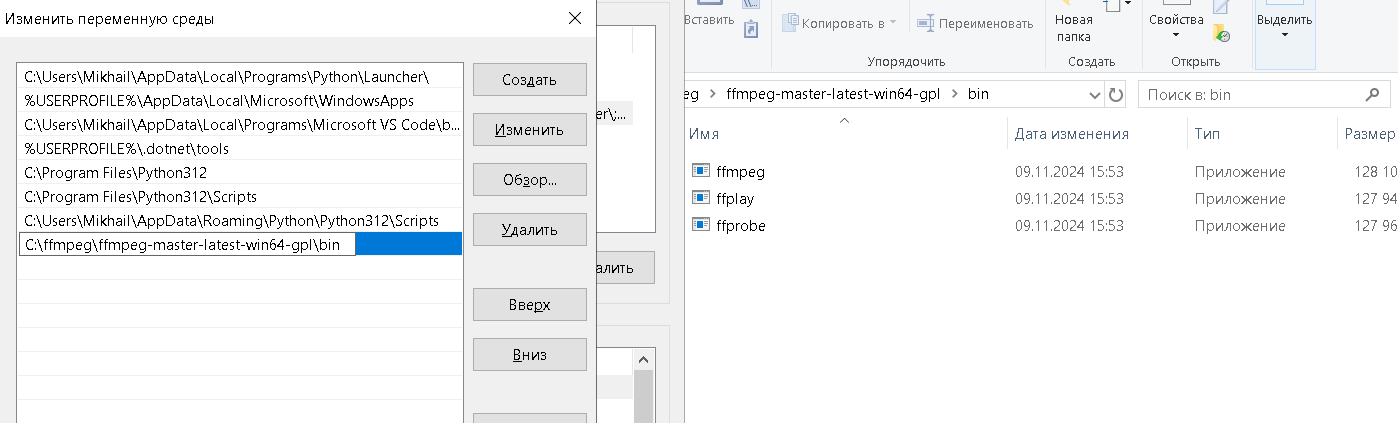 Изменить переменную среды
C:\Users\Mikhail\AppData\Local\Programs\Python\Launcher\
%USERPROFILE%\AppData\Local\Microsoft\WindowsApps
C:\Users\Mikhail\AppData\Local\Programs\Microsoft VS Code\b...
%USERPROFILE%\.dotnet\tools
C:\Program Files\Python312
C:\Program Files\Python312\Scripts
C:\Users\Mikhail\AppData\Roaming\Python\Python312\Scripts
C:\ffmpeg\ffmpeg-master-latest-win64-gpl\bin
Создать
Изменить
Обзор...
Удалить
Вверх
Вниз
er\;...
алить
Вставить
Копировать в
Переименовать
Упорядочить
Новая
папка
Создать
Свойства
Открыть
Выделить
eg > ffmpeg-master-latest-win64-gpl > bin
Поиск в: bin
Имя Дата изменения Тип Размер
ffmpeg 09.11.2024 15:53 Приложение 128 10
ffplay 09.11.2024 15:53 Приложение 127 94
ffprobe 09.11.2024 15:53 Приложение 127 96